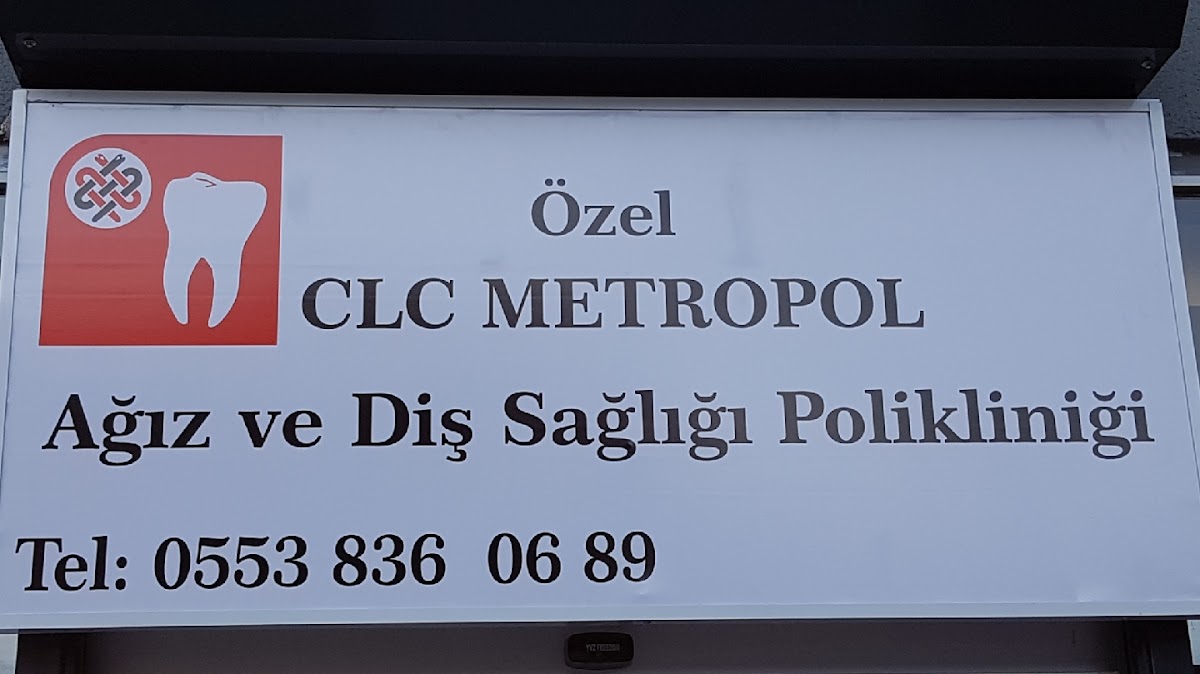 Özel
CLC METROPOL
Ağız ve Diş Sağlığı Polikliniği
Tel: 0553 836 06 89